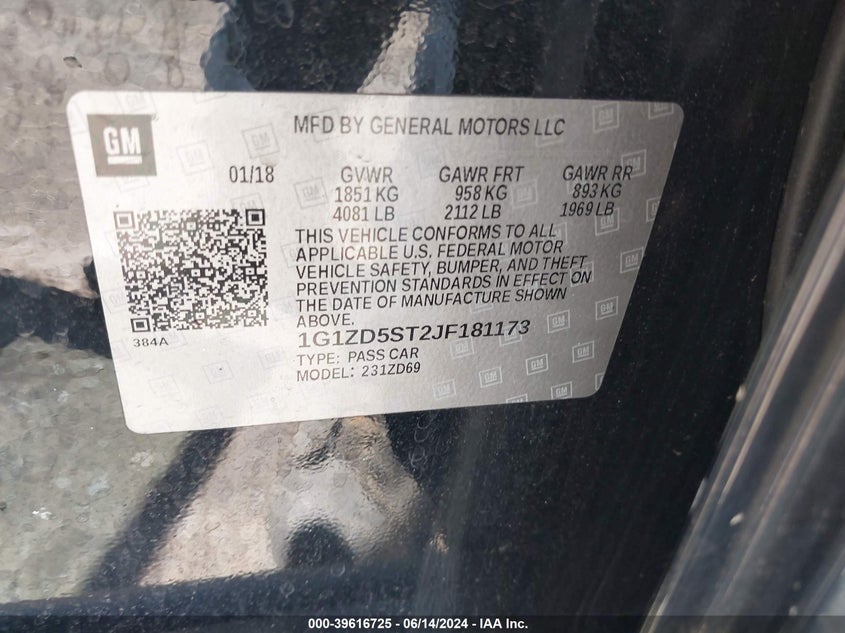 GM
MFD BY GENERAL MOTORS LLC
01/18 GVWR GAWR FRT GAWR RR
1851 KG 958 KG 893 KG
4081 LB 2112 LB 1969 LB
THIS VEHICLE CONFORMS TO ALL
APPLICABLE U.S. FEDERAL MOTOR
VEHICLE SAFETY, BUMPER, AND THEFT
PREVENTION STANDARDS IN EFFECT ON
THE DATE OF MANUFACTURE SHOWN
ABOVE.
384A
1G1ZD5ST2JF181173
TYPE: PASS CAR
MODEL: 231ZD69
000-39616725 - 06/14/2024 - IAA Inc.